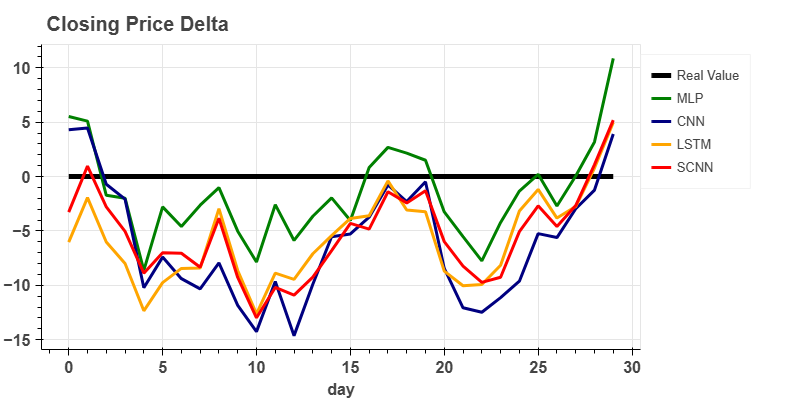 Closing Price Delta
10
5
0
−5
−10
−15
0 5 10 15 20 25 30
day
Real Value
MLP
CNN
LSTM
SCNN